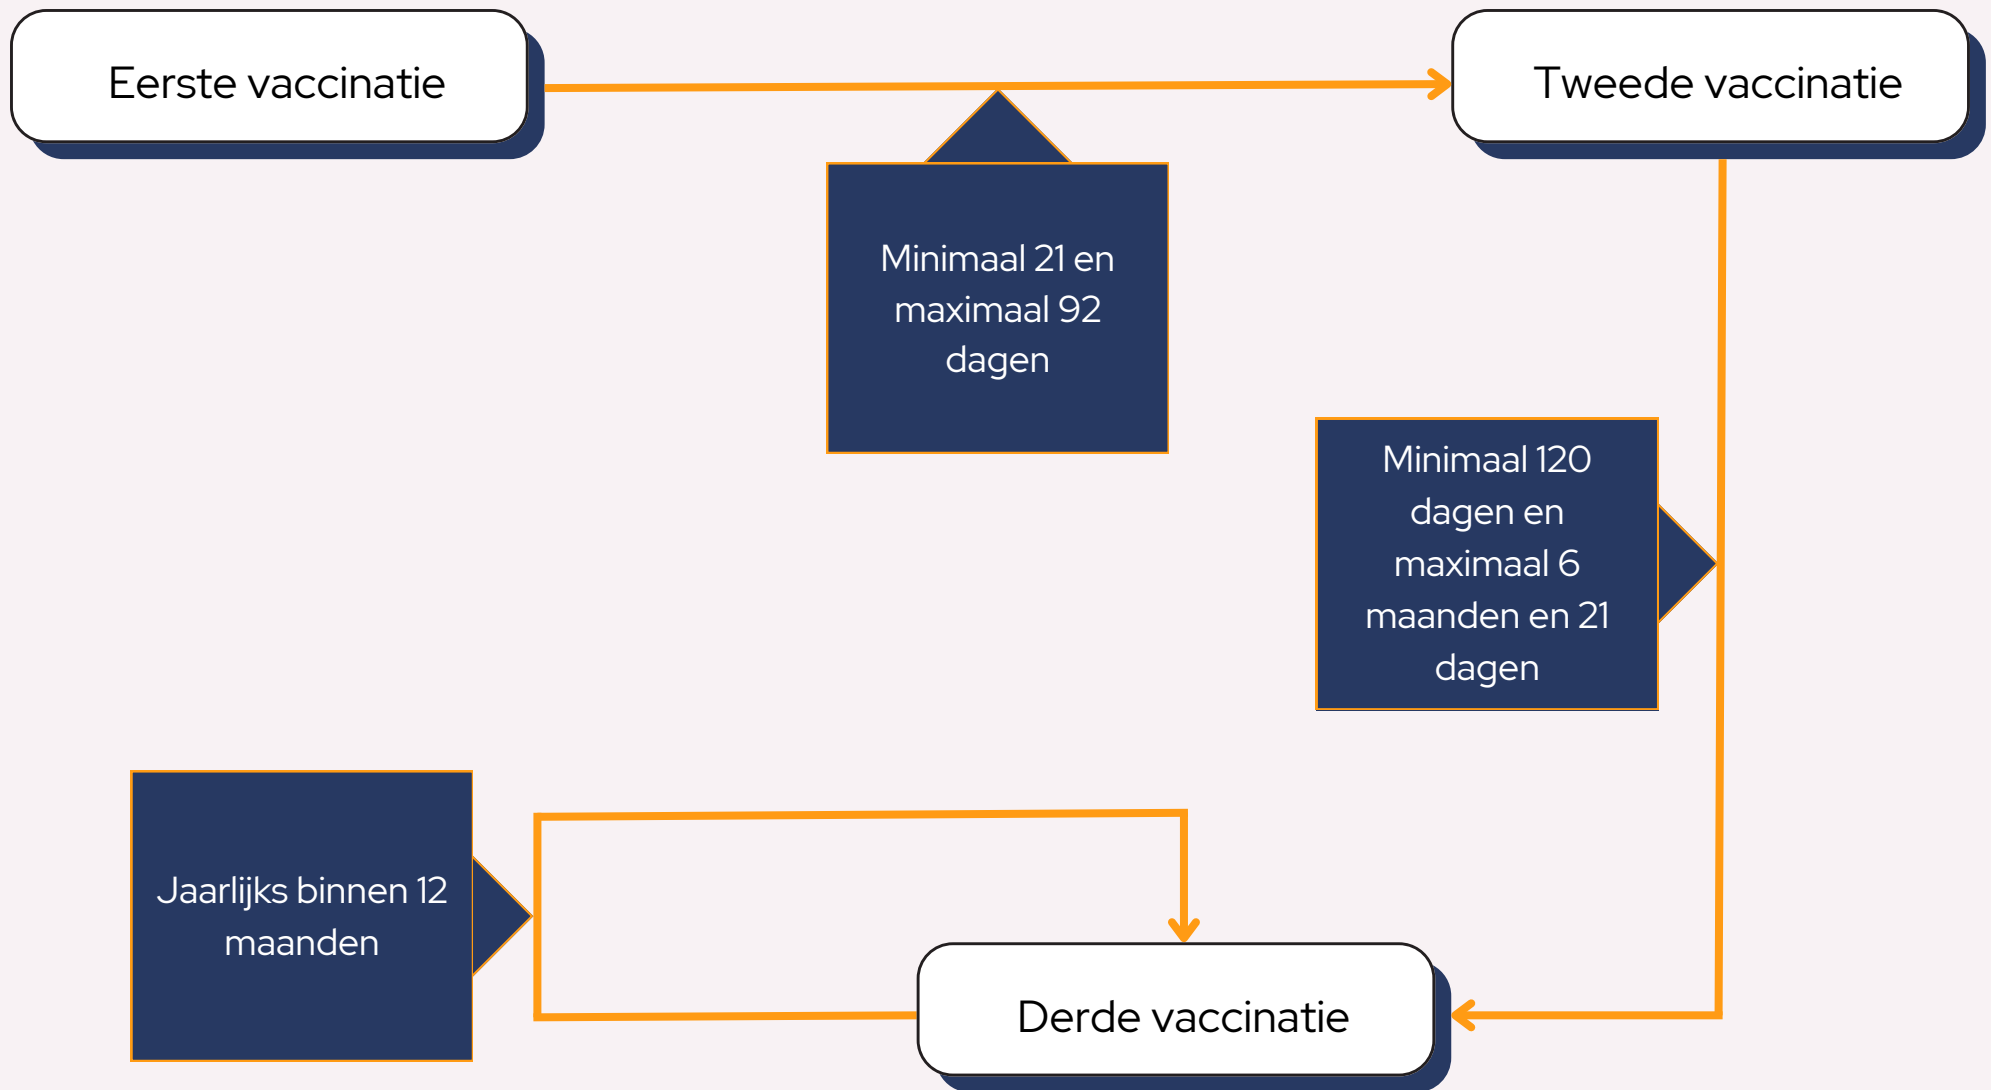 Eerste vaccinatie
Tweede vaccinatie
Minimaal 21 en
maximaal 92
dagen
Minimaal 120
dagen en
maximaal 6
maanden en 21
dagen
Jaarlijks binnen 12
maanden
Derde vaccinatie